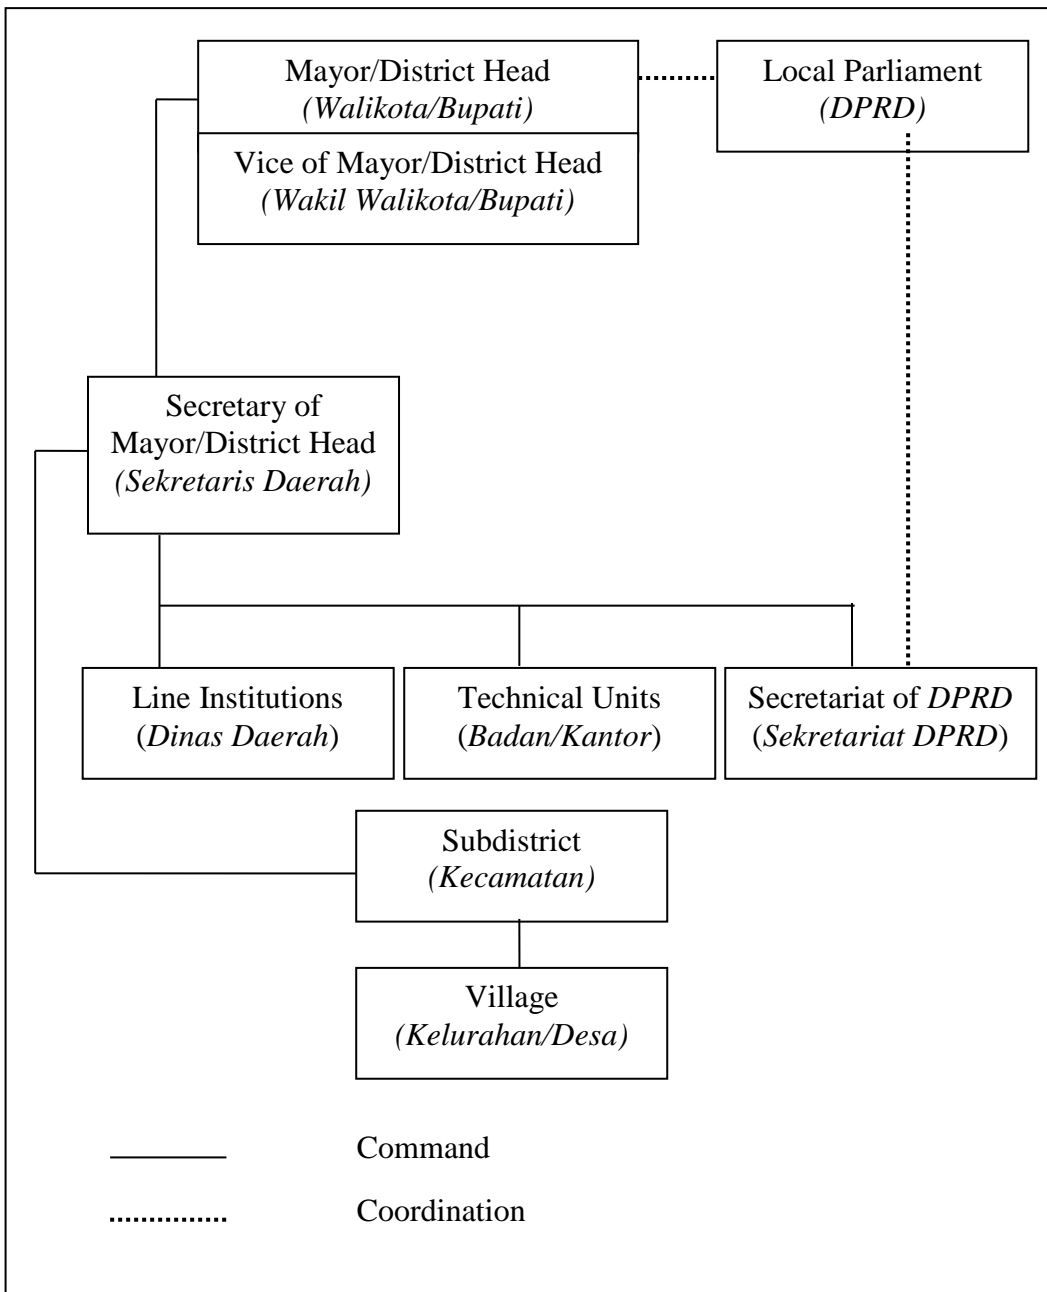 Mayor/District Head
(Walikota/Bupati)
Vice of Mayor/District Head
(Wakil Walikota/Bupati)
Local Parliament
(DPRD)
Secretary of
Mayor/District Head
(Sekretaris Daerah)
Line Institutions
(Dinas Daerah)
Technical Units
(Badan/Kantor)
Secretariat of DPRD
(Sekretariat DPRD)
Subdistrict
(Kecamatan)
Village
(Kelurahan/Desa)
Command
Coordination